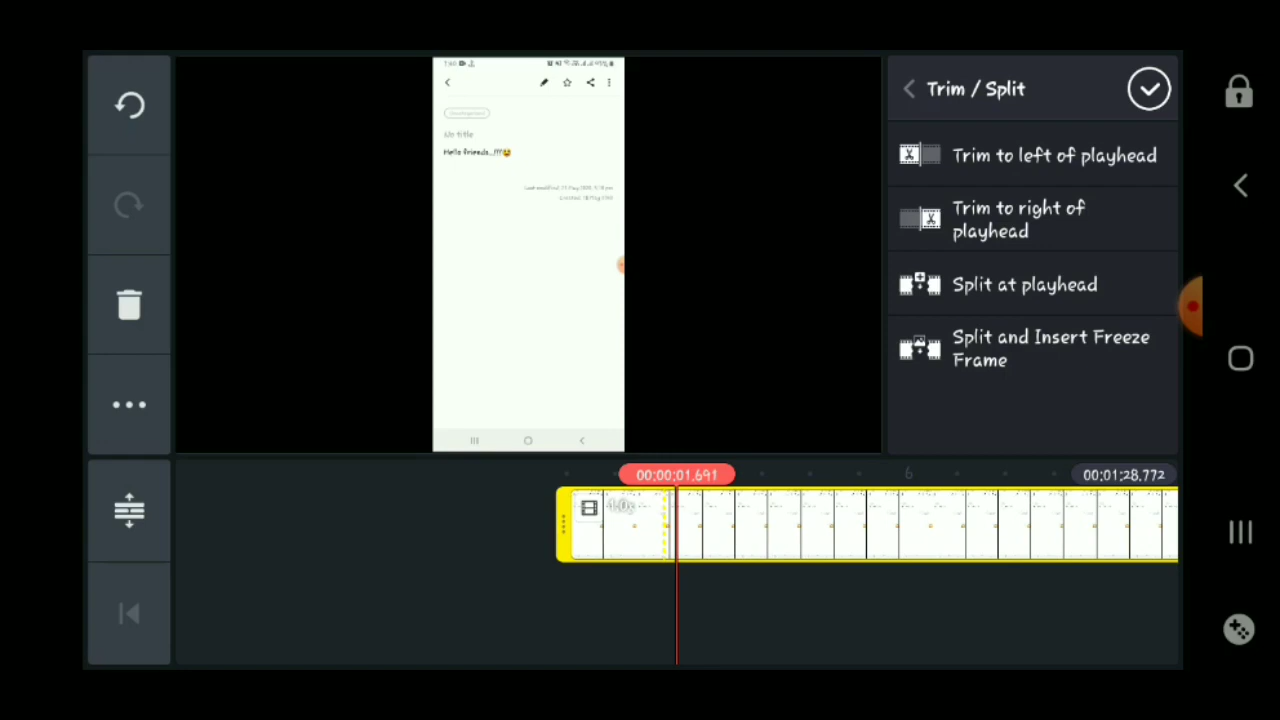 No title
Hello friends...!!!😀
Trim / Split
Trim to left of playhead
Trim to right of
playhead
Split at playhead
Split and Insert Freeze
Frame
00:00:01.691
6
00:01:28.772